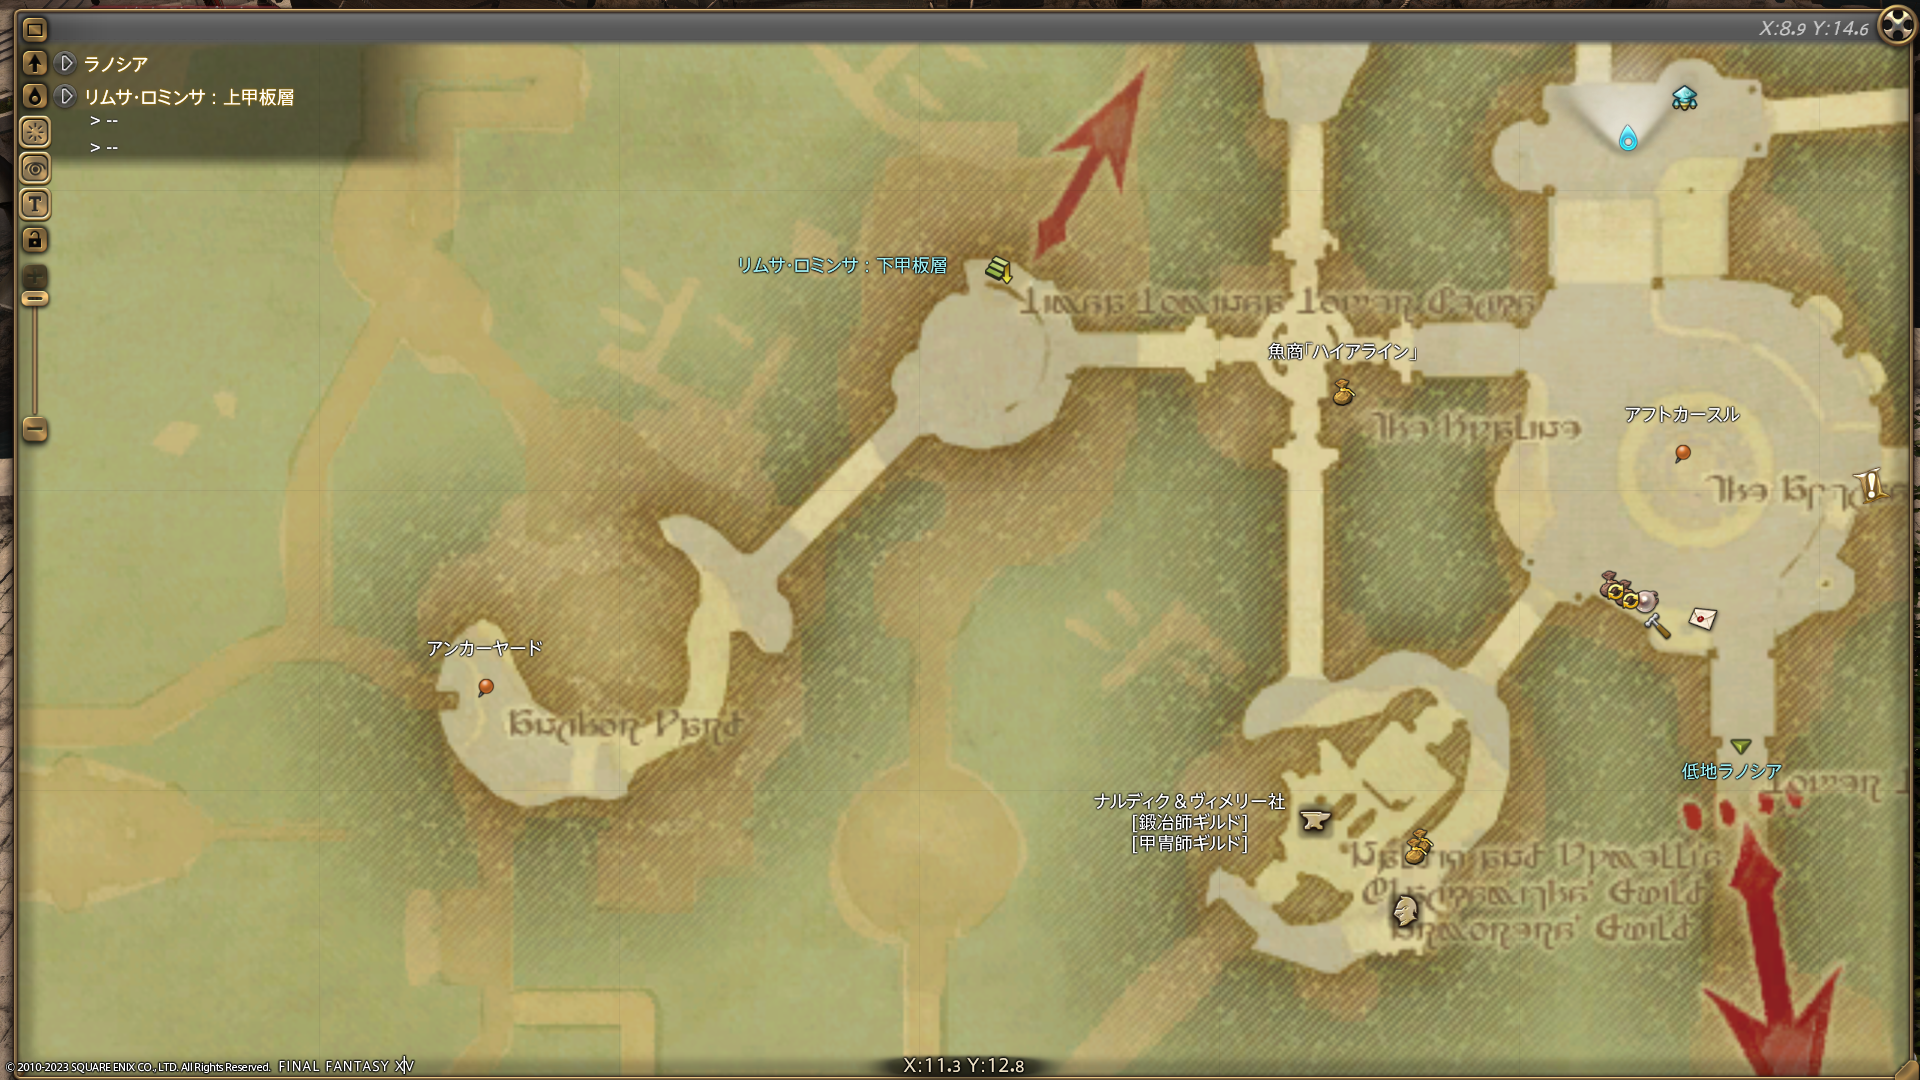 X:8.9 Y:14.6
ラノシア
リムサ・ロミンサ：上甲板層
> --
> --
T
リムサ・ロミンサ：下甲板層
魚商「ハイアライン」
アフトカースル
アンカーヤード
低地ラノシア
ナルディク＆ヴィメリー社
[鍛冶師ギルド]
[甲冑師ギルド]
© 2010-2023 SQUARE ENIX CO., LTD. All Rights Reserved. FINAL FANTASY XIV
X:11.3 Y:12.8